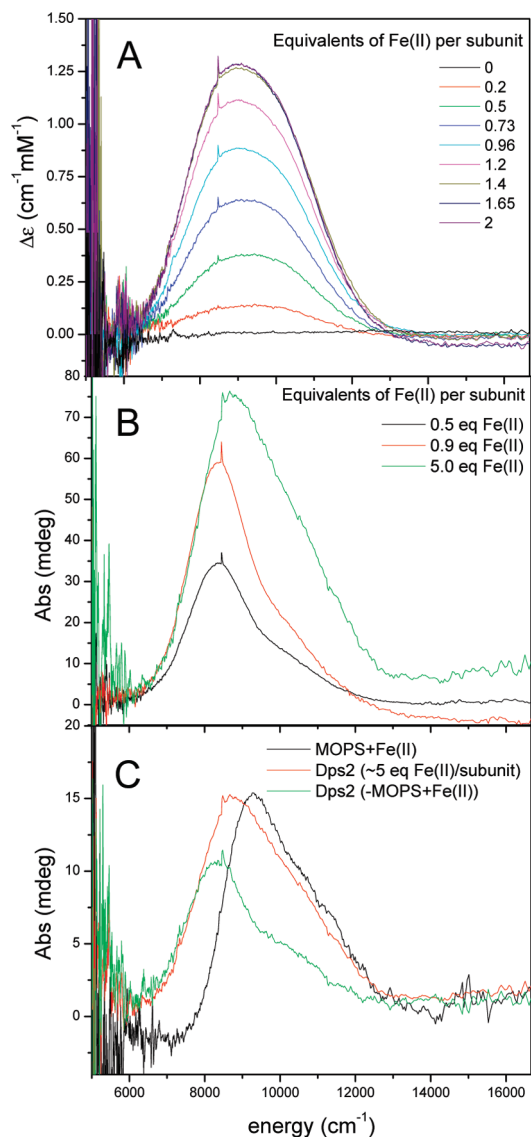 A
Equivalents of Fe(II) per subunit
0
0.2
0.5
0.73
0.96
1.2
1.4
1.65
2
Δε (cm⁻¹mM⁻¹)
1.50
1.25
1.00
0.75
0.50
0.25
0.00
B
Equivalents of Fe(II) per subunit
0.5 eq Fe(II)
0.9 eq Fe(II)
5.0 eq Fe(II)
Abs (mdeg)
80
70
60
50
40
30
20
10
0
C
MOPS+Fe(II)
Dps2 (~5 eq Fe(II)/subunit)
Dps2 (-MOPS+Fe(II))
Abs (mdeg)
20
15
10
5
0
6000 8000 10000 12000 14000 16000
energy (cm⁻¹)